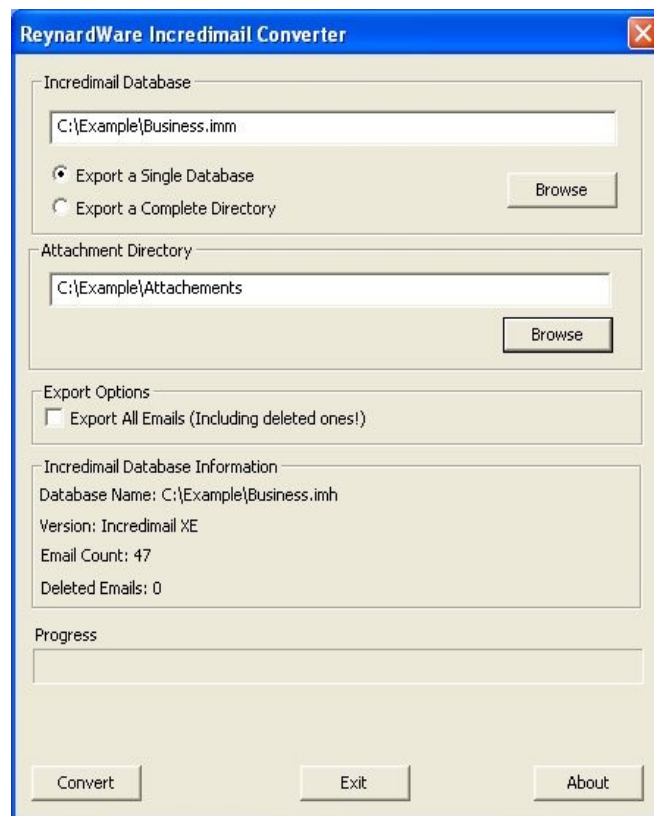 ReynardWare Incredimail Converter
Incredimail Database
C:\Example\Business.imm
Export a Single Database
Browse
Export a Complete Directory
Attachment Directory
C:\Example\Attachements
Browse
Export Options
Export All Emails (Including deleted ones!)
Incredimail Database Information
Database Name: C:\Example\Business.imh
Version: Incredimail XE
Email Count: 47
Deleted Emails: 0
Progress
Convert
Exit
About